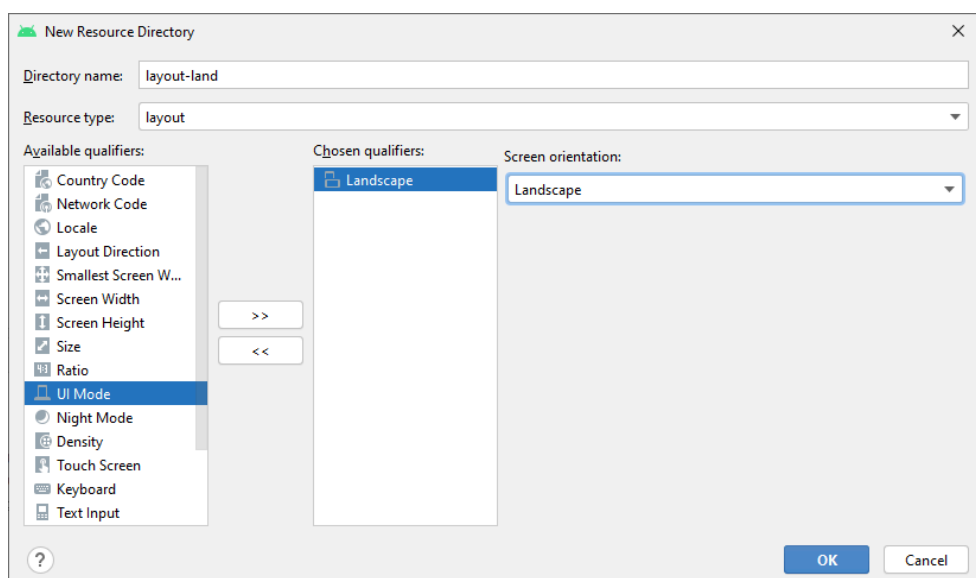 New Resource Directory
Directory name: layout-land
Resource type: layout
Available qualifiers:
Country Code
Network Code
Locale
Layout Direction
Smallest Screen W...
Screen Width
Screen Height
Size
Ratio
UI Mode
Night Mode
Density
Touch Screen
Keyboard
Text Input
>>
<<
Chosen qualifiers:
Landscape
Screen orientation:
Landscape
?
OK
Cancel